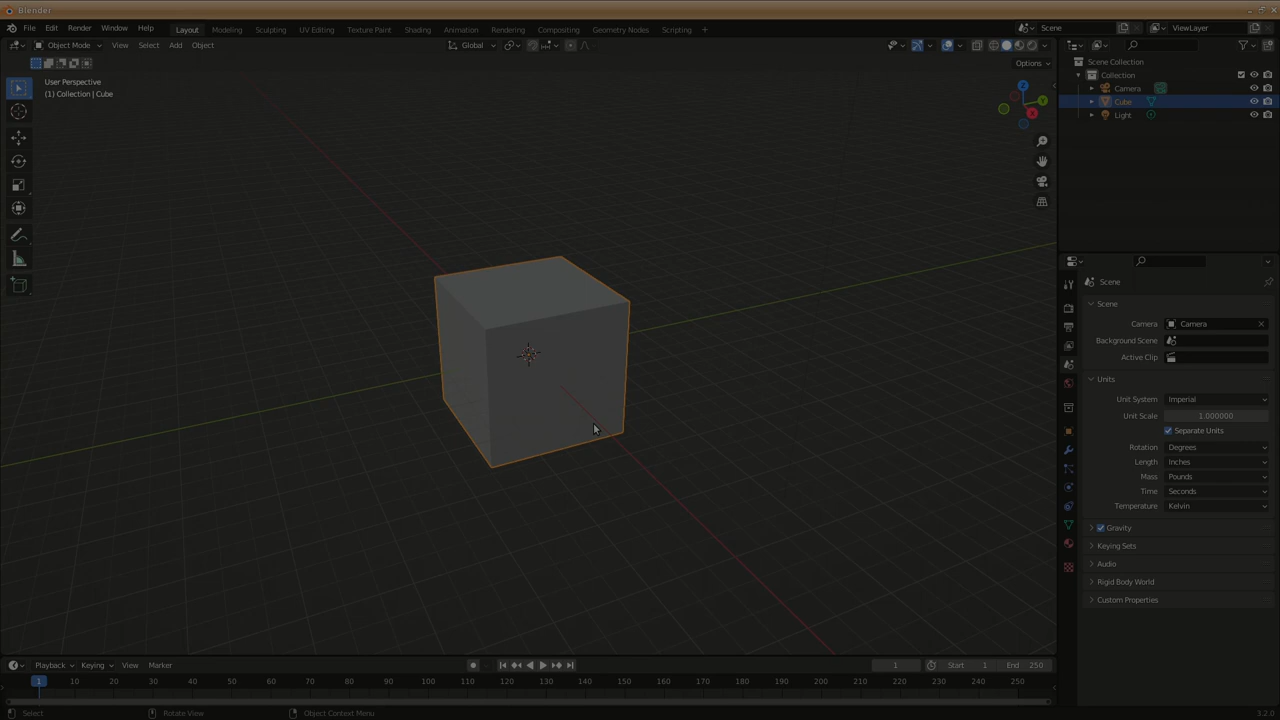 Blender
File Edit Render Window Help Layout Modeling Sculpting UV Editing Texture Paint Shading Animation Rendering Compositing Geometry Nodes Scripting + Scene ViewLayer
Object Mode View Select Add Object Global
Options
User Perspective
(1) Collection | Cube
Z
Y
X
Scene Collection
Collection
Camera
Cube
Light
Scene
Scene
Camera Camera
Background Scene
Active Clip
Units
Unit System Imperial
Unit Scale 1.000000
Separate Units
Rotation Degrees
Length Inches
Mass Pounds
Time Seconds
Temperature Kelvin
Gravity
Keying Sets
Audio
Rigid Body World
Custom Properties
Playback Keying View Marker 1 Start 1 End 250
1 10 20 30 40 50 60 70 80 90 100 110 120 130 140 150 160 170 180 190 200 210 220 230 240 250
Select Rotate View Object Context Menu 3.2.0